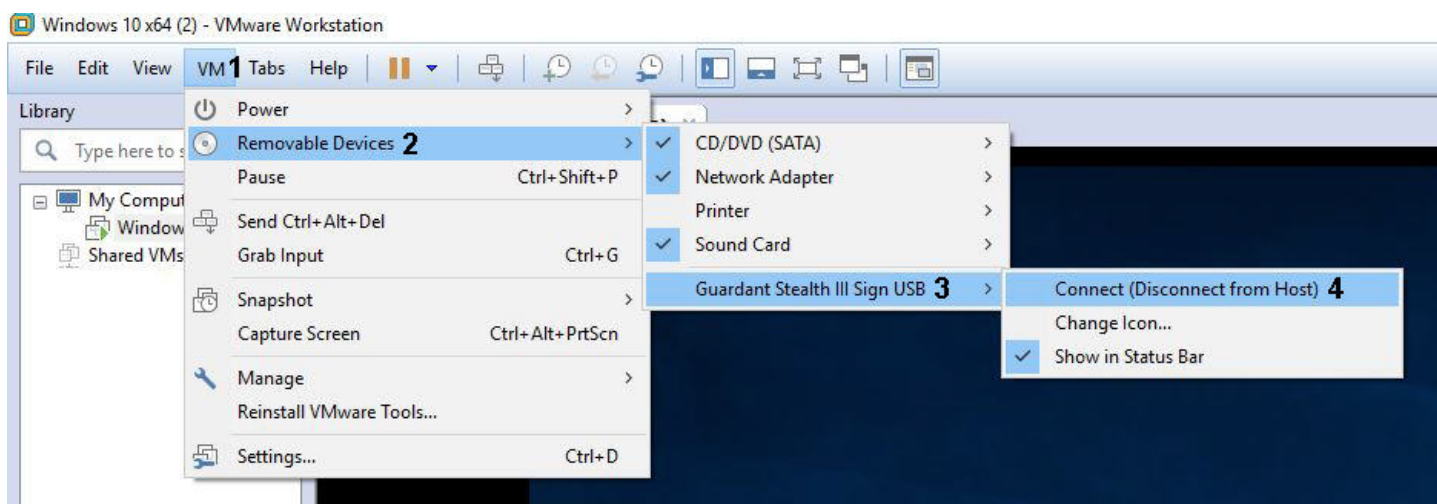 Windows 10 x64 (2) - VMware Workstation
File Edit View VM 1 Tabs Help
Library
Type here to s
My Comput
Window
Shared VMs
Power
Removable Devices 2
Pause Ctrl+Shift+P
Send Ctrl+Alt+Del
Grab Input Ctrl+G
Snapshot
Capture Screen Ctrl+Alt+PrtScn
Manage
Reinstall VMware Tools...
Settings... Ctrl+D
CD/DVD (SATA)
Network Adapter
Printer
Sound Card
Guardant Stealth III Sign USB 3
Connect (Disconnect from Host) 4
Change Icon...
Show in Status Bar